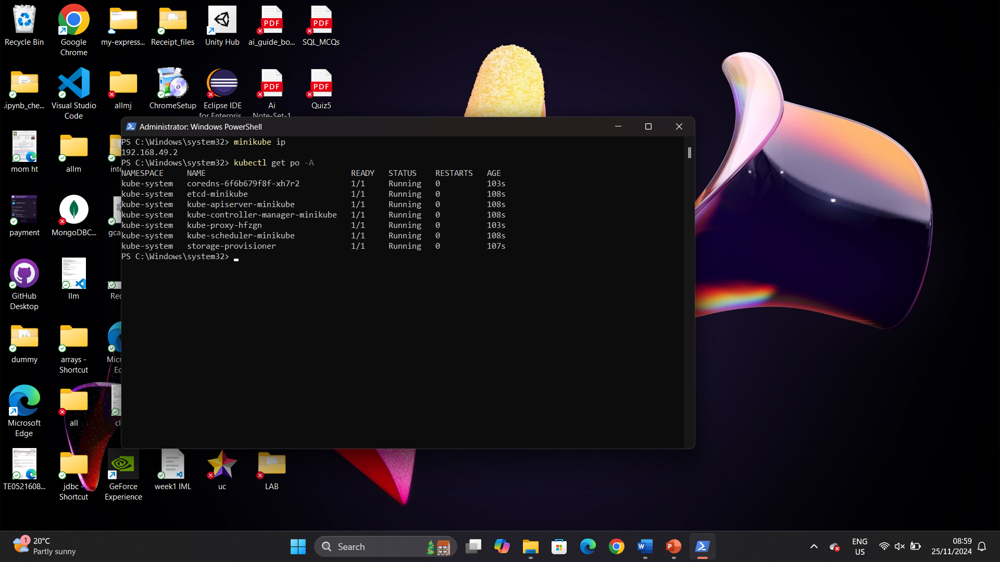 Recycle Bin
Google
Chrome
my-express...
Receipt_files
Unity Hub
PDF
ai_guide_bo...
PDF
SQL_MCQs
.ipynb_che...
Visual Studio
Code
allmj
ChromeSetup
Eclipse IDE
for Enterpris
PDF
Ai
Note-Set-1
PDF
Quiz5
mom ht
allm
inte
payment
MongoDBC...
gca
GitHub
Desktop
llm
Rec
dummy
arrays -
Shortcut
Micr
Ed
Microsoft
Edge
all
cl
TE0521608...
jdbc -
Shortcut
GeForce
Experience
week1 IML
uc
LAB
Administrator: Windows PowerShell
PS C:\Windows\system32> minikube ip
192.168.49.2
PS C:\Windows\system32> kubectl get po -A
NAMESPACE NAME READY STATUS RESTARTS AGE
kube-system coredns-6f6b679f8f-xh7r2 1/1 Running 0 103s
kube-system etcd-minikube 1/1 Running 0 108s
kube-system kube-apiserver-minikube 1/1 Running 0 108s
kube-system kube-controller-manager-minikube 1/1 Running 0 108s
kube-system kube-proxy-hfzgn 1/1 Running 0 103s
kube-system kube-scheduler-minikube 1/1 Running 0 108s
kube-system storage-provisioner 1/1 Running 0 107s
PS C:\Windows\system32>
1
20°C
Partly sunny
Search
W
P
ENG
US
08:59
25/11/2024